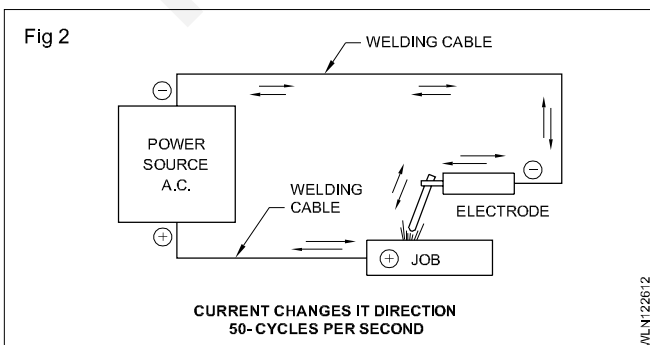 Fig 2
WELDING CABLE
⊖
POWER
SOURCE
A.C.
⊖
WELDING
CABLE
ELECTRODE
⊕
⊕ JOB
CURRENT CHANGES IT DIRECTION
50- CYCLES PER SECOND
WLN122612